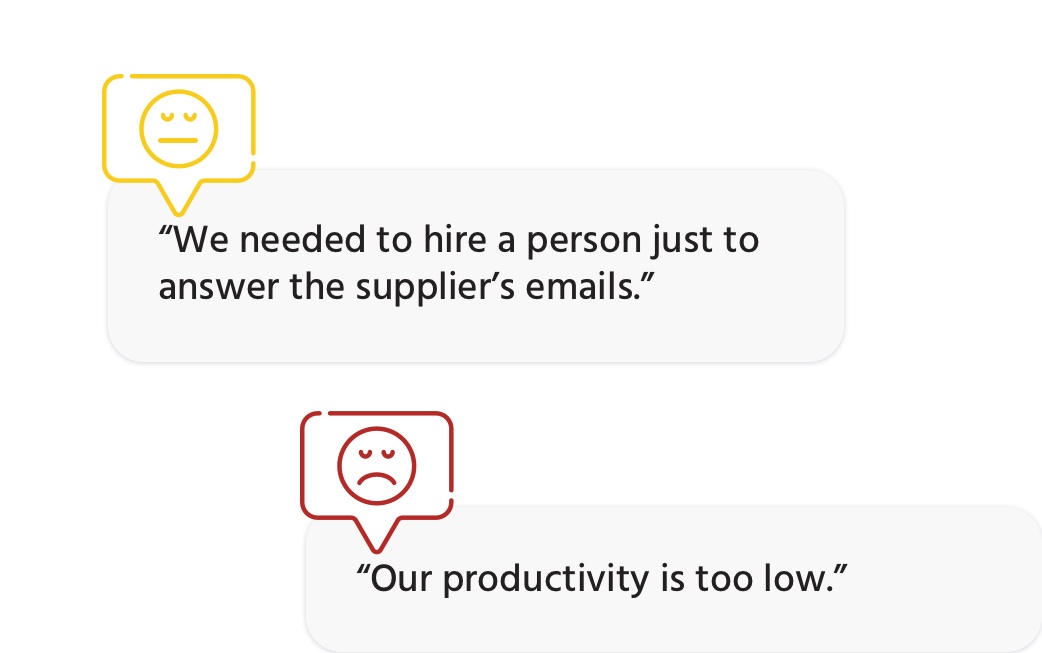 “We needed to hire a person just to
answer the supplier’s emails.”
“Our productivity is too low.”